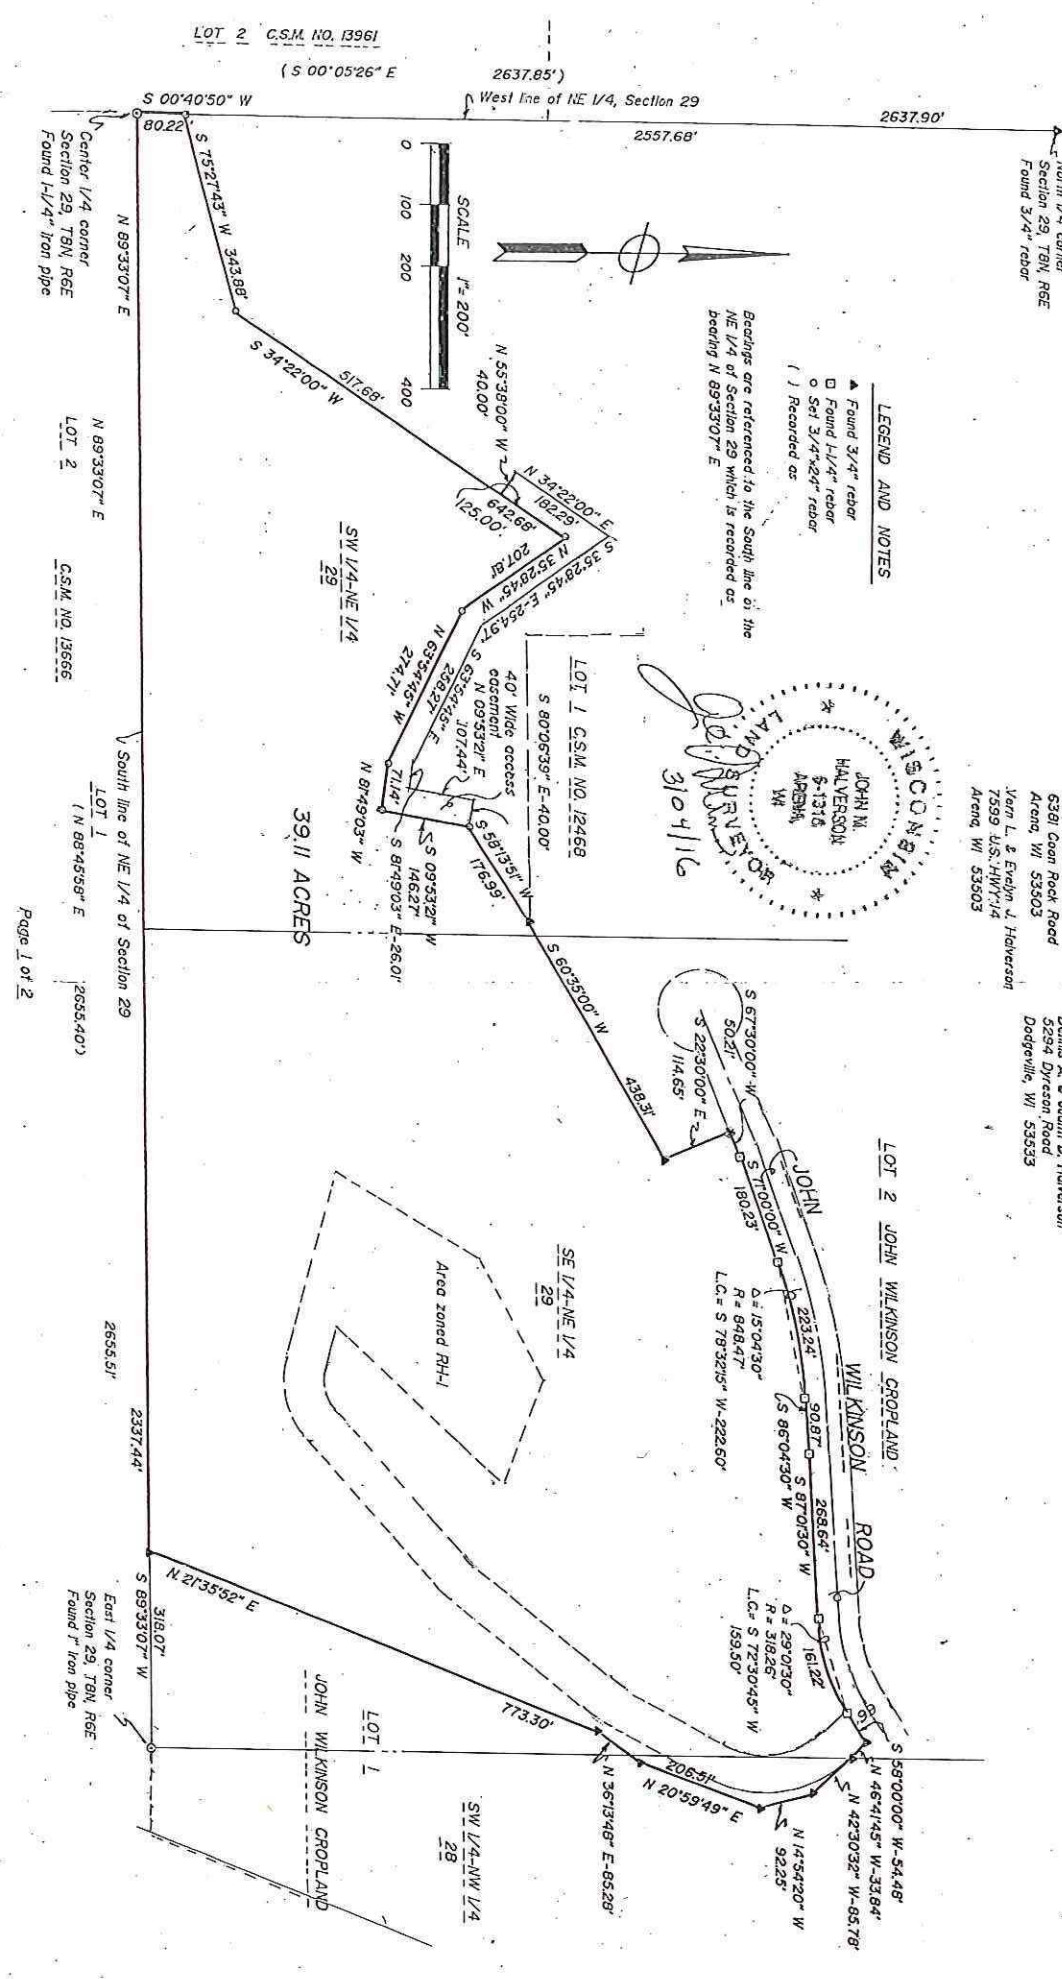 LOT 2 C.S.M. NO. 13961
( S 00°05'26" E 2637.85')
S 00°40'50" W
West line of NE 1/4, Section 29
80.22'
2557.68'
2637.90'
North 1/4 corner
Section 29, T8N, R6E
Found 3/4" rebar
Center 1/4 corner
Section 29, T8N, R6E
Found 1-1/4" iron pipe
SCALE 1"= 200'
0 100 200 400
LEGEND AND NOTES
▲ Found 3/4" rebar
□ Found 1-1/4" rebar
○ Set 3/4"x24" rebar
( ) Recorded as
Bearings are referenced to the South line of the
NE 1/4 of Section 29 which is recorded as
bearing N 89°33'07" E
6381 Coon Rock Road
Arena, WI 53503
Vern L. & Evelyn J. Halverson
7599 U.S. HWY 14
Arena, WI 53503
5294 Dyreson Road
Dodgeville, WI 53533
WISCONSIN
JOHN M.
HALVERSON
S-1316
ARENA,
WI
LAND SURVEYOR
3/04/16
S 75°27'43" W 343.88'
S 34°22'00" W
517.68'
N 55°38'00" W
40.00'
N 34°22'00" E
182.29'
642.68'
125.00'
S 35°28'45" E-254.97'
N 35°28'45" W
207.81'
S 63°54'45" E
258.27'
N 63°54'45" W
274.71'
40' Wide access
easement
N 09°53'21" E
107.44'
71.14'
N 81°49'03" W
S 81°49'03" E-26.01'
S 09°53'21" W
146.27'
S 58°13'51" W
176.99'
LOT 1 C.S.M. NO. 12468
S 80°06'39" E-40.00'
S 60°35'00" W
438.31'
S 22°30'00" E
114.65'
S 67°30'00" W
50.21'
S 71°00'00" W
180.23'
JOHN WILKINSON ROAD
LOT 2 JOHN WILKINSON CROPLAND
223.24'
Δ = 15°04'30"
R = 848.47'
L.C.= S 78°32'15" W-222.60'
90.87'
(S 86°04'30" W
268.64'
S 87°01'30" W
161.22'
Δ = 29°01'30"
R = 318.26'
L.C.= S 72°30'45" W
159.50'
S 58°00'00" W-54.48'
N 46°41'45" W-33.84'
N 42°30'32" W-85.78'
N 14°54'20" W
92.25'
206.51'
N 20°59'49" E
N 36°13'48" E-85.28'
773.30'
N 21°35'52" E
SW 1/4-NE 1/4
29
SE 1/4-NE 1/4
29
SW 1/4-NW 1/4
28
Area zoned RH-1
39.11 ACRES
LOT 1
JOHN WILKINSON CROPLAND
N 89°33'07" E
N 89°33'07" E
2655.51'
2337.44'
318.07'
S 89°33'07" W
East 1/4 corner
Section 29, T8N, R6E
Found 1" iron pipe
LOT 2 C.S.M. NO. 13666
LOT 1
South line of NE 1/4 of Section 29
( N 88°45'58" E 2655.40')
Page 1 of 2